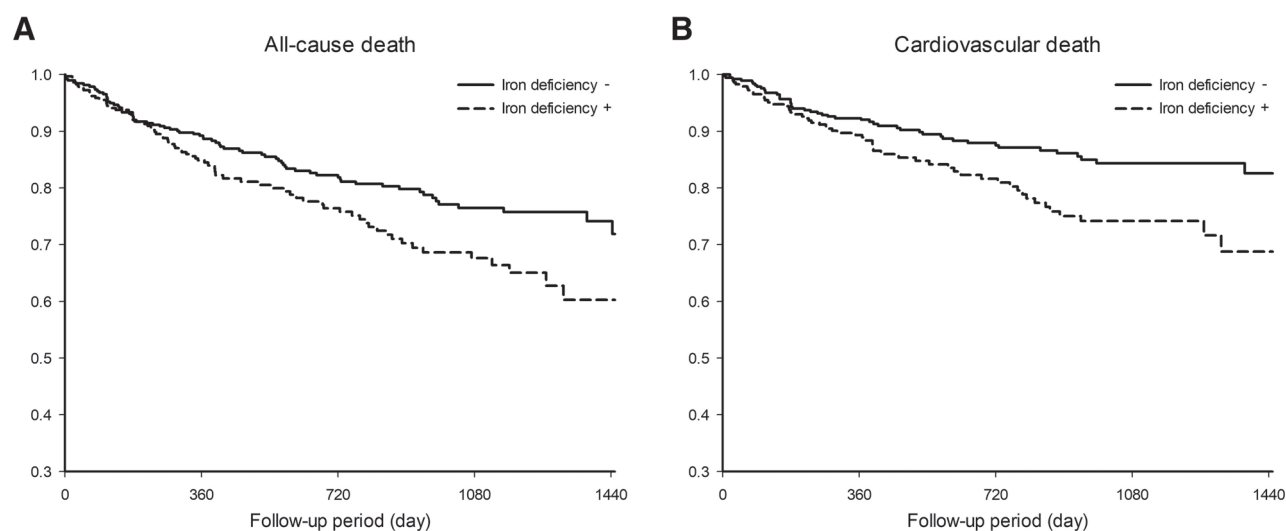 A
All-cause death
Iron deficiency -
Iron deficiency +
1.0
0.9
0.8
0.7
0.6
0.5
0.4
0.3
0 360 720 1080 1440
Follow-up period (day)
B
Cardiovascular death
Iron deficiency -
Iron deficiency +
1.0
0.9
0.8
0.7
0.6
0.5
0.4
0.3
0 360 720 1080 1440
Follow-up period (day)